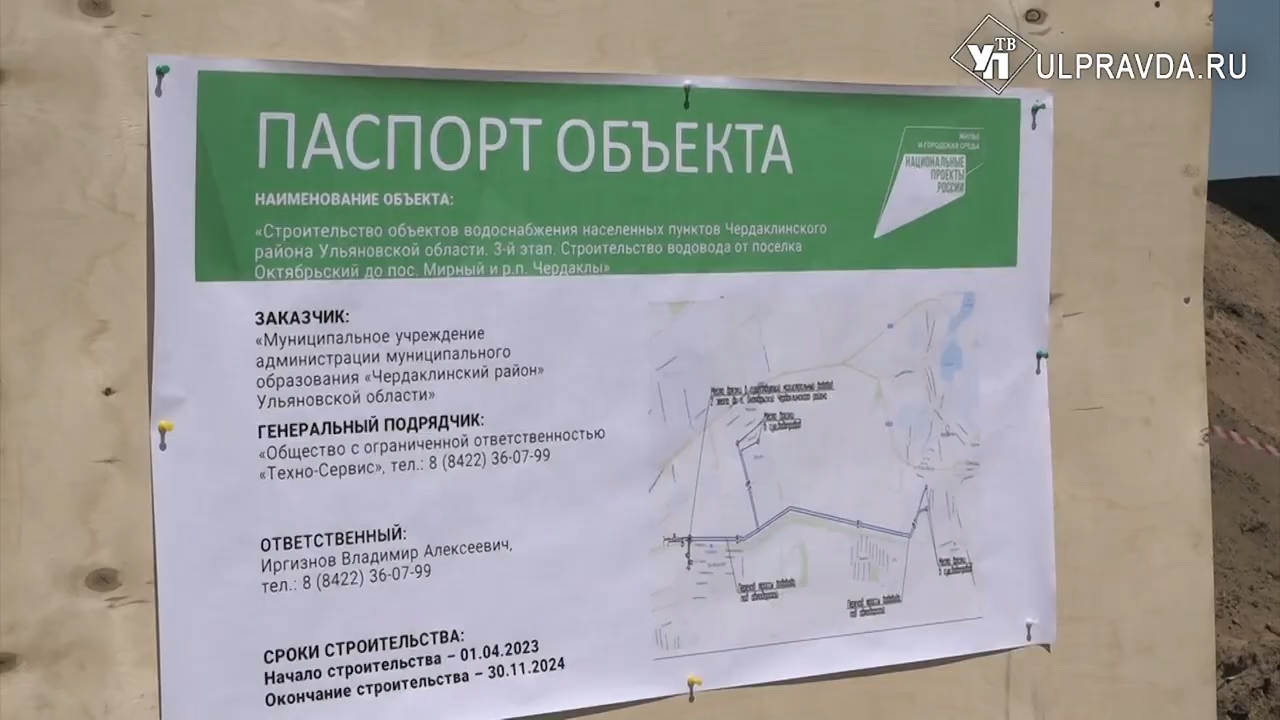 УП ТВ ULPRAVDA.RU
ПАСПОРТ ОБЪЕКТА
ЖИЛЬЕ
И ГОРОДСКАЯ СРЕДА
НАЦИОНАЛЬНЫЕ
ПРОЕКТЫ
РОССИИ
НАИМЕНОВАНИЕ ОБЪЕКТА:
«Строительство объектов водоснабжения населенных пунктов Чердаклинского
района Ульяновской области. 3-й этап. Строительство водовода от поселка
Октябрьский до пос. Мирный и р.п. Чердаклы»
ЗАКАЗЧИК:
«Муниципальное учреждение
администрации муниципального
образования «Чердаклинский район»
Ульяновской области»
ГЕНЕРАЛЬНЫЙ ПОДРЯДЧИК:
«Общество с ограниченной ответственностью
«Техно-Сервис», тел.: 8 (8422) 36-07-99
ОТВЕТСТВЕННЫЙ:
Иргизнов Владимир Алексеевич,
тел.: 8 (8422) 36-07-99
СРОКИ СТРОИТЕЛЬСТВА:
Начало строительства – 01.04.2023
Окончание строительства – 30.11.2024